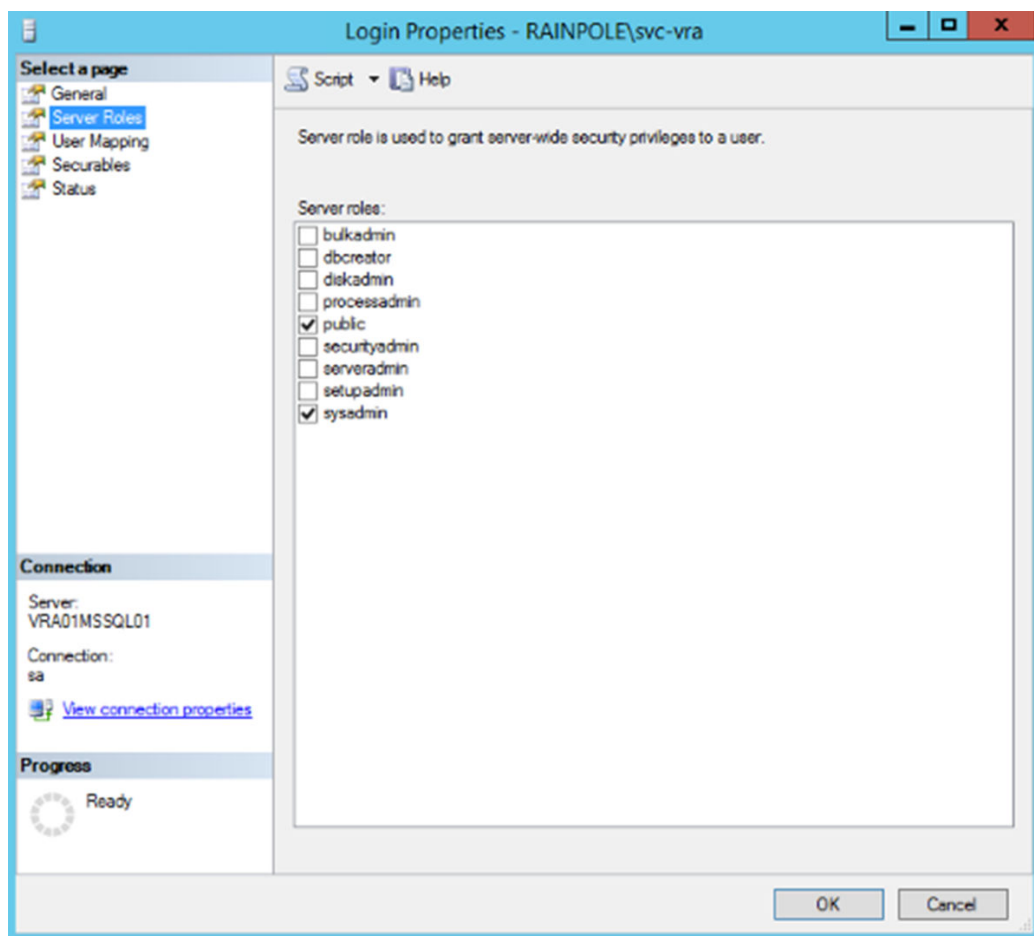 Login Properties - RAINPOLE\svc-vra
Select a page
General
Server Roles
User Mapping
Securables
Status
Script
Help
Server role is used to grant server-wide security privileges to a user.
Server roles:
bulkadmin
dbcreator
diskadmin
processadmin
public
securityadmin
serveradmin
setupadmin
sysadmin
Connection
Server:
VRA01MSSQL01
Connection:
sa
View connection properties
Progress
Ready
OK
Cancel